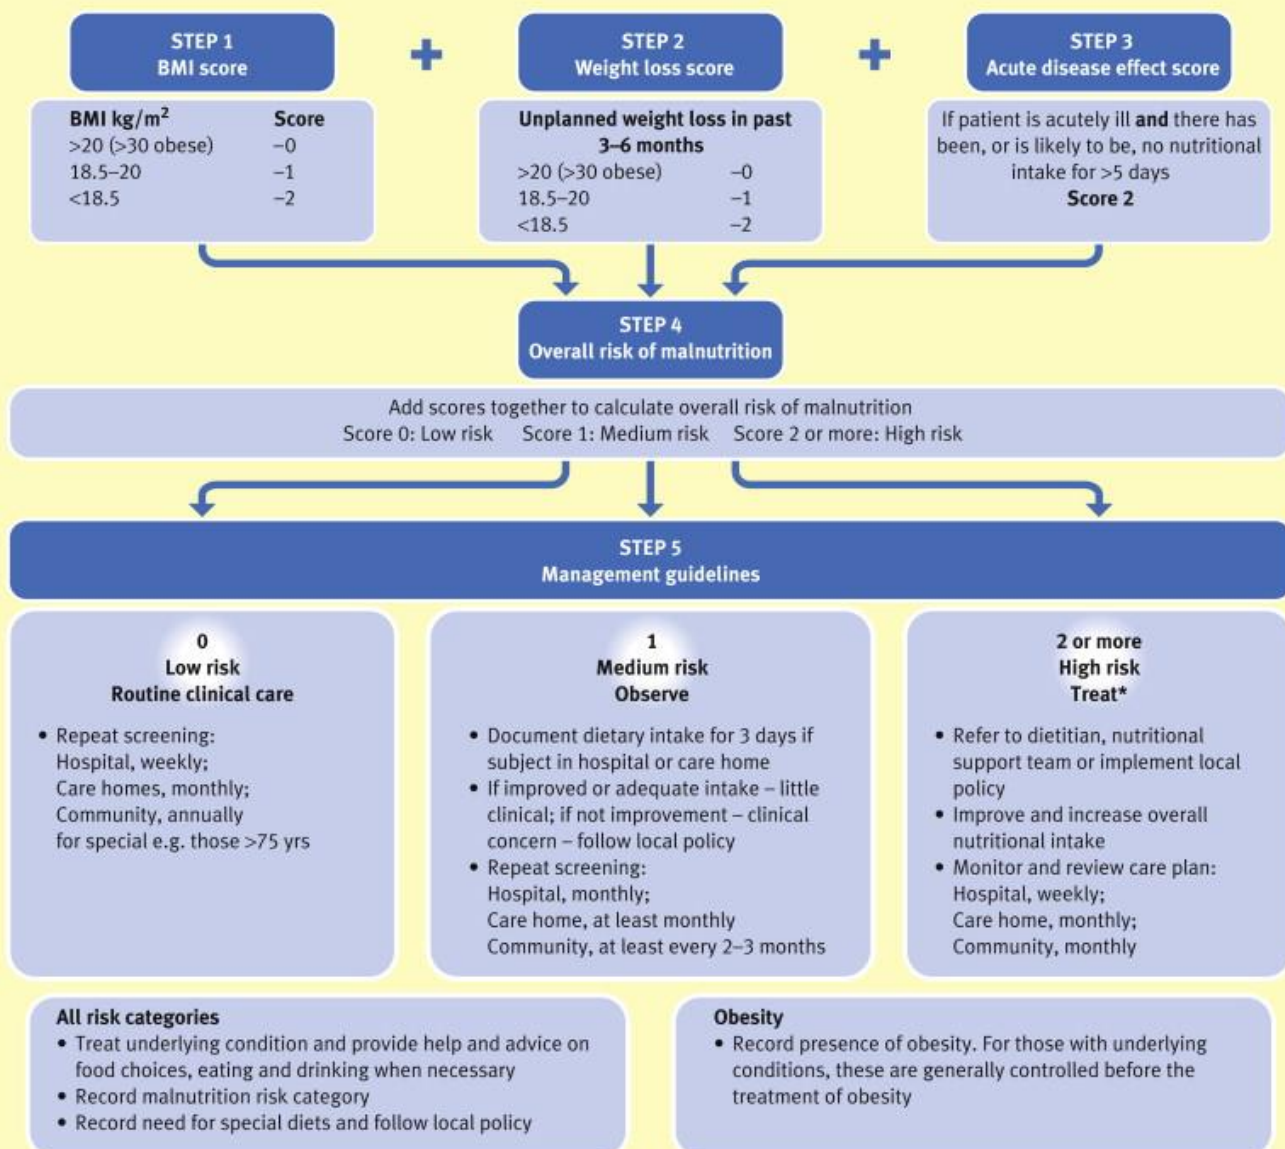 STEP 1
BMI score
+
STEP 2
Weight loss score
+
STEP 3
Acute disease effect score
BMI kg/m² Score
>20 (>30 obese) –0
18.5–20 –1
<18.5 –2
Unplanned weight loss in past
3–6 months
>20 (>30 obese) –0
18.5–20 –1
<18.5 –2
If patient is acutely ill and there has
been, or is likely to be, no nutritional
intake for >5 days
Score 2
STEP 4
Overall risk of malnutrition
Add scores together to calculate overall risk of malnutrition
Score 0: Low risk Score 1: Medium risk Score 2 or more: High risk
STEP 5
Management guidelines
0
Low risk
Routine clinical care
• Repeat screening:
Hospital, weekly;
Care homes, monthly;
Community, annually
for special e.g. those >75 yrs
1
Medium risk
Observe
• Document dietary intake for 3 days if
subject in hospital or care home
• If improved or adequate intake – little
clinical; if not improvement – clinical
concern – follow local policy
• Repeat screening:
Hospital, monthly;
Care home, at least monthly
Community, at least every 2–3 months
2 or more
High risk
Treat*
• Refer to dietitian, nutritional
support team or implement local
policy
• Improve and increase overall
nutritional intake
• Monitor and review care plan:
Hospital, weekly;
Care home, monthly;
Community, monthly
All risk categories
• Treat underlying condition and provide help and advice on
food choices, eating and drinking when necessary
• Record malnutrition risk category
• Record need for special diets and follow local policy
Obesity
• Record presence of obesity. For those with underlying
conditions, these are generally controlled before the
treatment of obesity